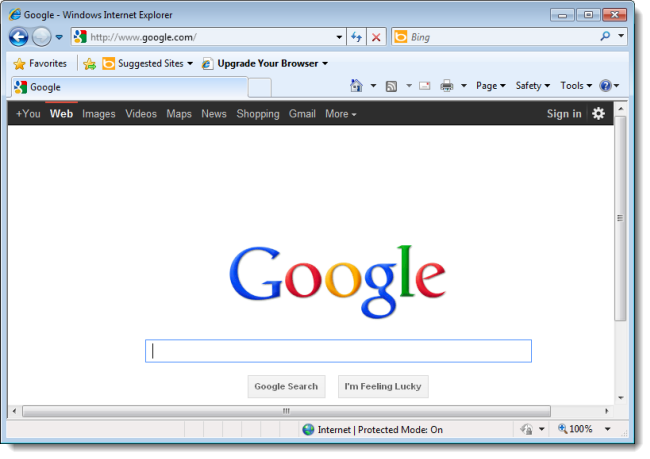 Google - Windows Internet Explorer
http://www.google.com/ Bing
Favorites Suggested Sites Upgrade Your Browser
Google Page Safety Tools
+You Web Images Videos Maps News Shopping Gmail More Sign in
Google
Google Search I'm Feeling Lucky
Internet | Protected Mode: On 100%